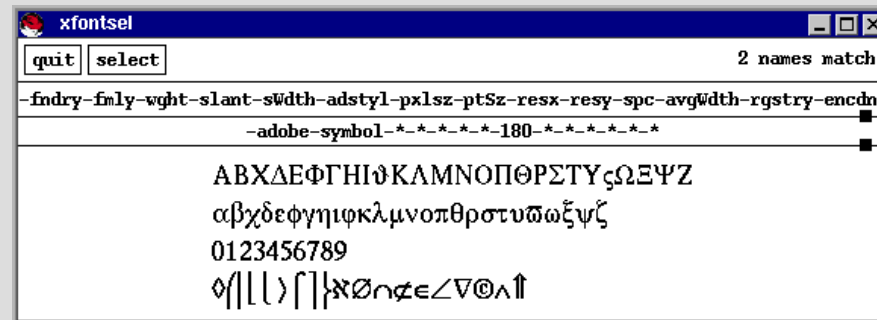 xfontsel
quit select 2 names match
-fndry-fmly-wght-slant-sWdth-adstyl-pxlsz-ptSz-resx-resy-spc-avgWdth-rgstry-encdn
-adobe-symbol-*-*-*-*-*-180-*-*-*-*-*-*
ΑΒΧΔΕΦΓΗΙϑΚΛΜΝΟΠΘΡΣΤΥςΩΞΨΖ
αβχδεφγηιϕκλμνοπθρστυϖωξψζ
0123456789
◊⎛⎜⎣⎣〉⎡⎤⎬ℵ∅∩⊄∈∠∇©∧⇑